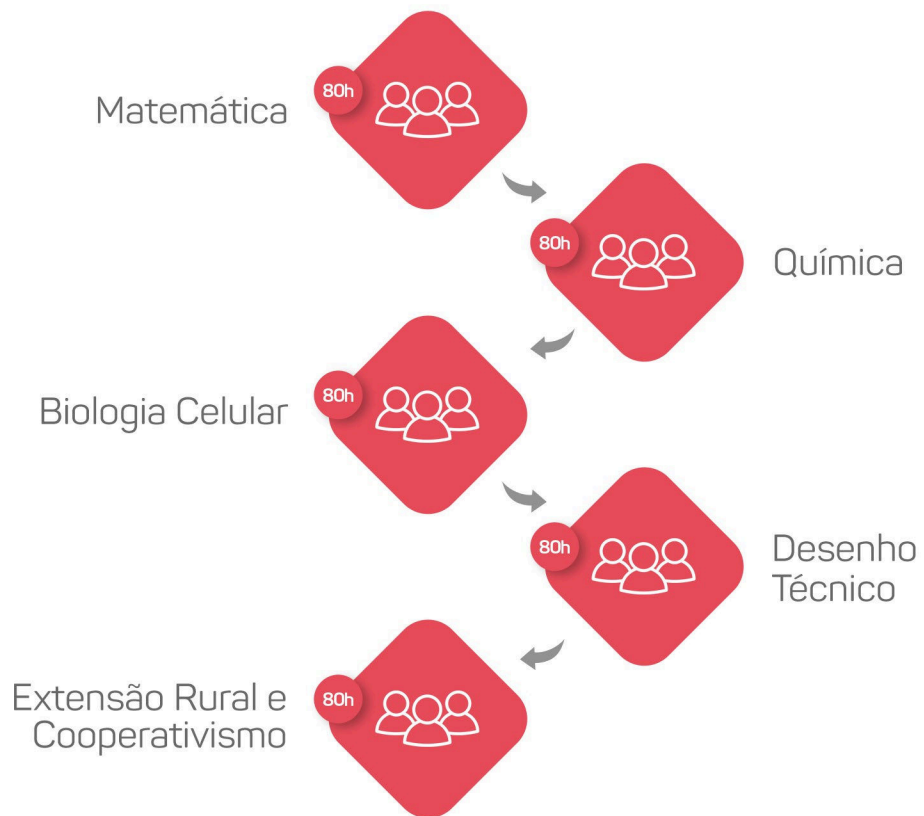 80h
Matemática
80h
Química
80h
Biologia Celular
80h
Desenho
Técnico
80h
Extensão Rural e
Cooperativismo